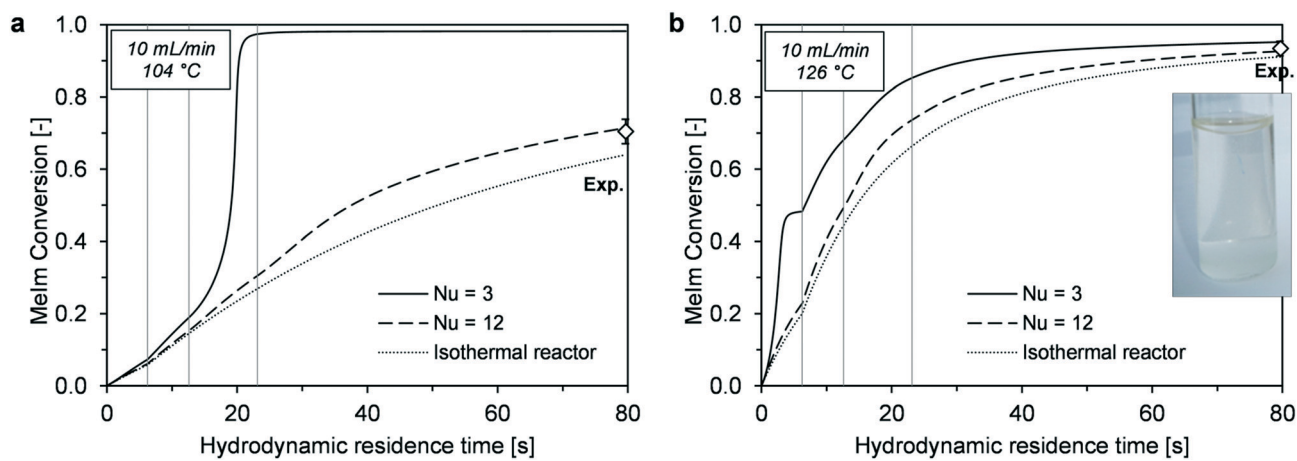 a
1.0
0.8
0.6
0.4
0.2
0.0
MeIm Conversion [-]
10 mL/min
104 °C
Exp.
Nu = 3
Nu = 12
Isothermal reactor
0 20 40 60 80
Hydrodynamic residence time [s]
b
1.0
0.8
0.6
0.4
0.2
0.0
MeIm Conversion [-]
10 mL/min
126 °C
Exp.
Nu = 3
Nu = 12
Isothermal reactor
0 20 40 60 80
Hydrodynamic residence time [s]